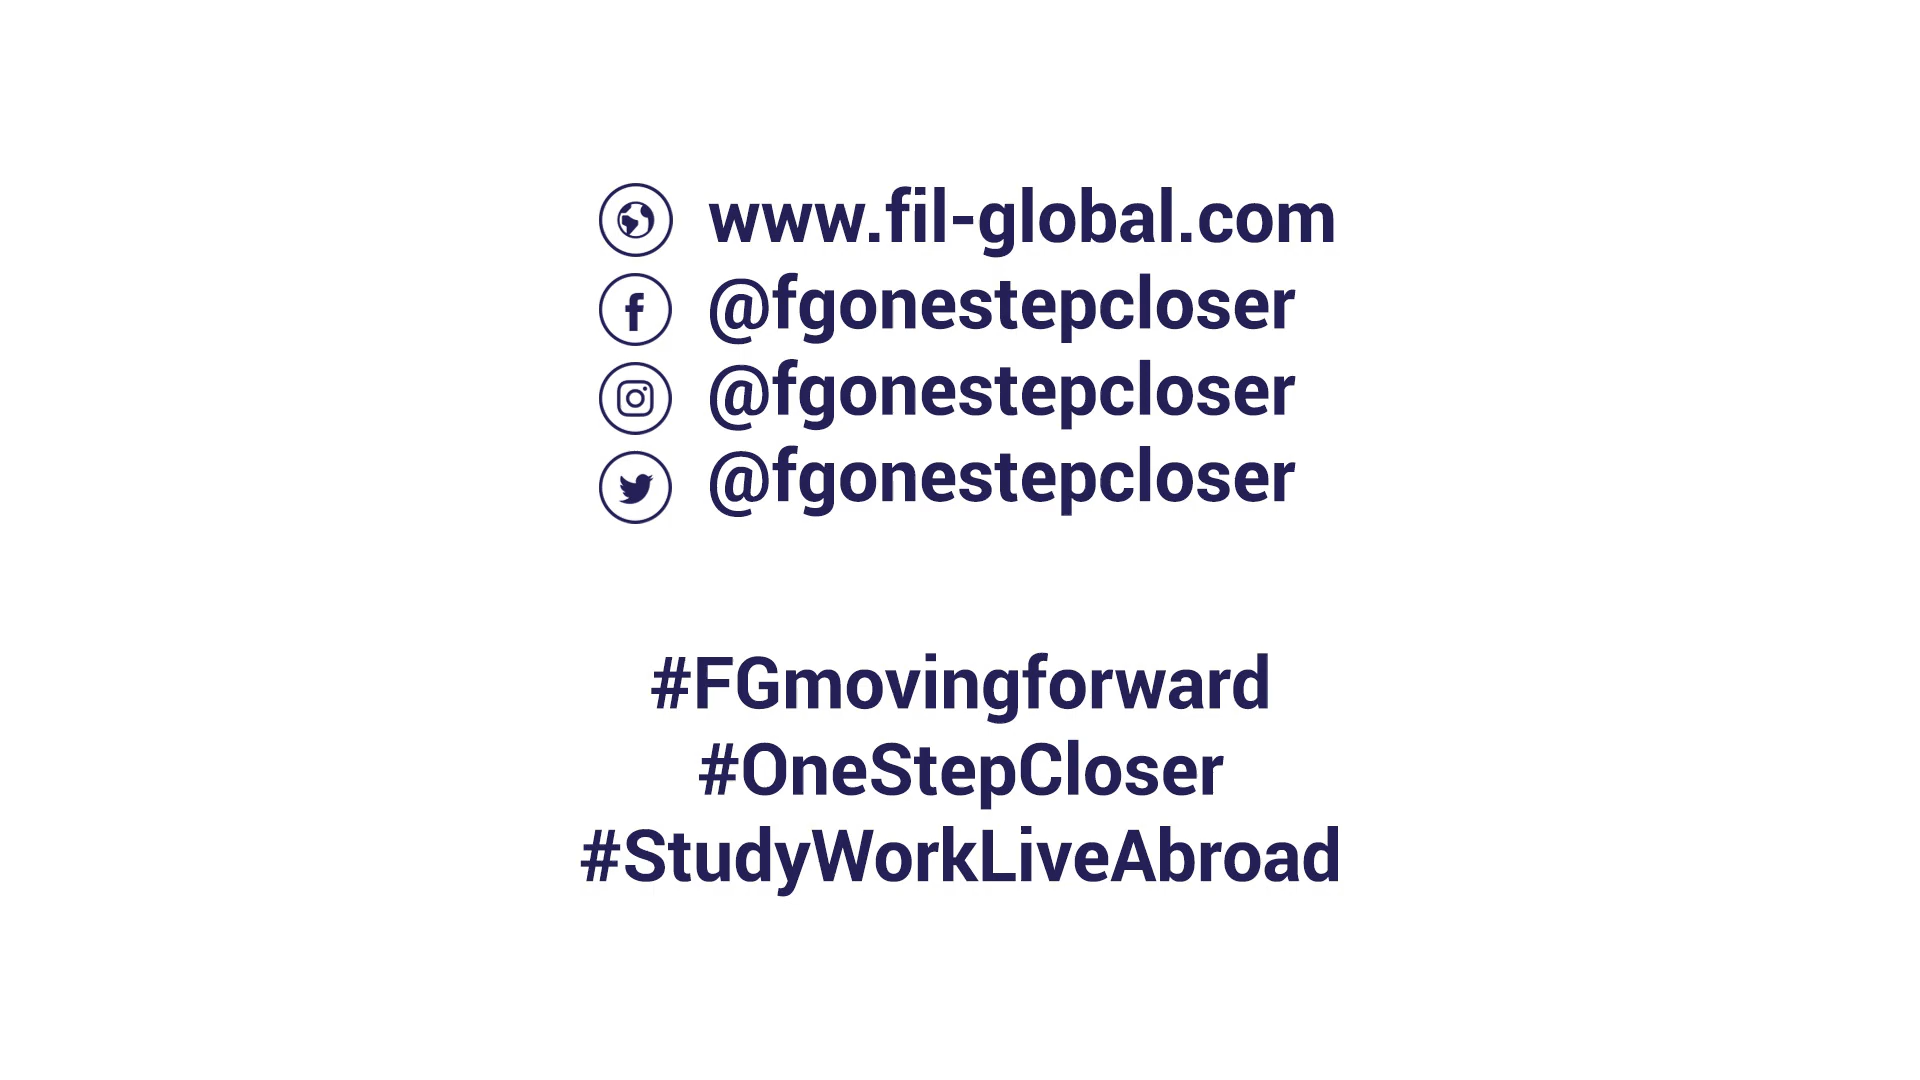 www.fil-global.com
@fgonestepcloser
@fgonestepcloser
@fgonestepcloser
#FGmovingforward
#OneStepCloser
#StudyWorkLiveAbroad